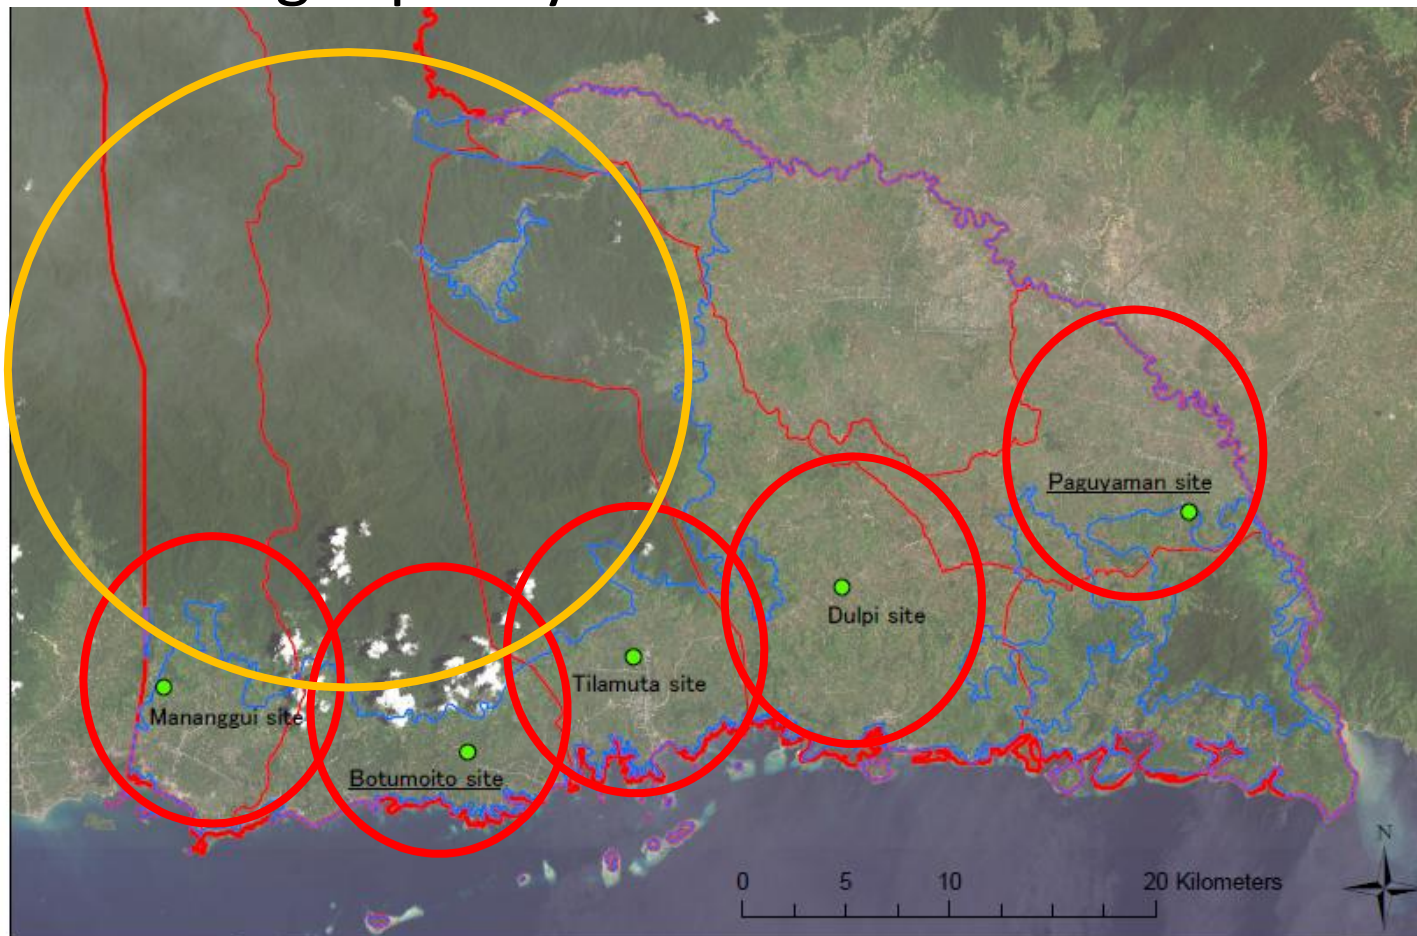 Paguyaman site
Dulpi site
Tilamuta site
Mananggui site
Botumoito site
N
0 5 10 20 Kilometers